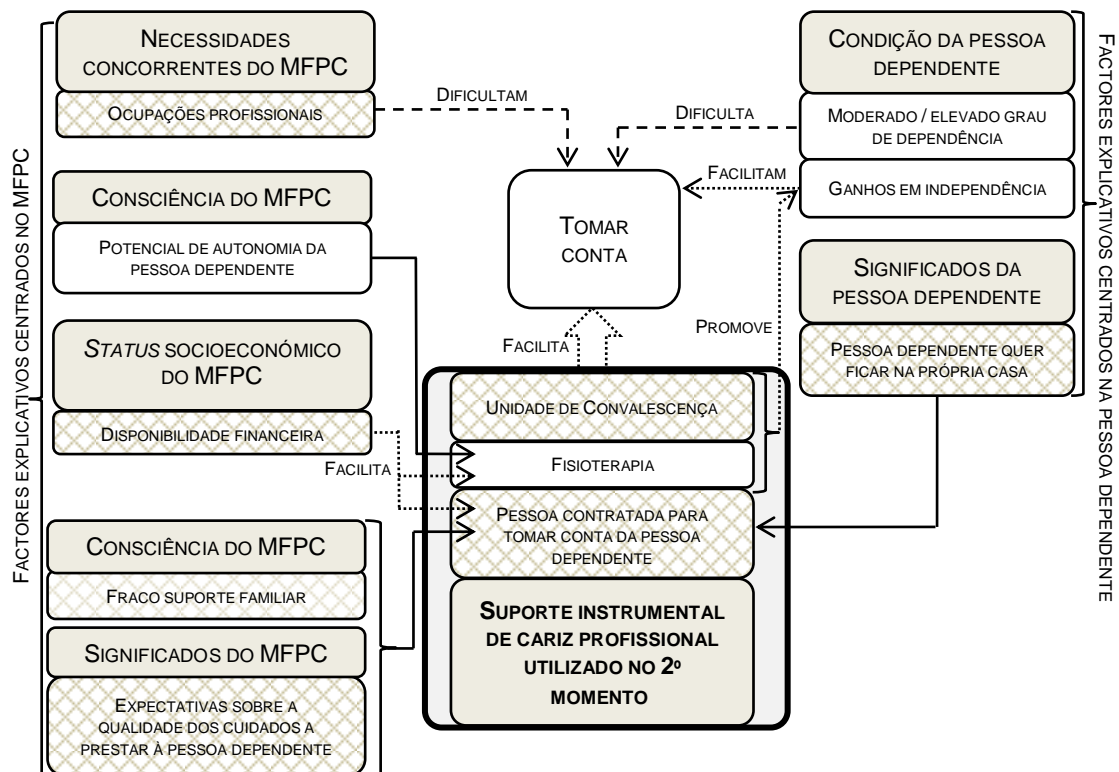 FACTORES EXPLICATIVOS CENTRADOS NO MFPC
NECESSIDADES
CONCORRENTES DO MFPC
OCUPAÇÕES PROFISSIONAIS
CONSCIÊNCIA DO MFPC
POTENCIAL DE AUTONOMIA DA
PESSOA DEPENDENTE
STATUS SOCIOECONÓMICO
DO MFPC
DISPONIBILIDADE FINANCEIRA
CONSCIÊNCIA DO MFPC
FRACO SUPORTE FAMILIAR
SIGNIFICADOS DO MFPC
EXPECTATIVAS SOBRE A
QUALIDADE DOS CUIDADOS A
PRESTAR À PESSOA DEPENDENTE
DIFICULTAM
DIFICULTA
FACILITAM
TOMAR
CONTA
FACILITA
PROMOVE
FACILITA
UNIDADE DE CONVALESCENÇA
FISIOTERAPIA
PESSOA CONTRATADA PARA
TOMAR CONTA DA PESSOA
DEPENDENTE
SUPORTE INSTRUMENTAL
DE CARIZ PROFISSIONAL
UTILIZADO NO 2º
MOMENTO
CONDIÇÃO DA PESSOA
DEPENDENTE
MODERADO / ELEVADO GRAU
DE DEPENDÊNCIA
GANHOS EM INDEPENDÊNCIA
SIGNIFICADOS DA
PESSOA DEPENDENTE
PESSOA DEPENDENTE QUER
FICAR NA PRÓPRIA CASA
FACTORES EXPLICATIVOS CENTRADOS NA PESSOA DEPENDENTE